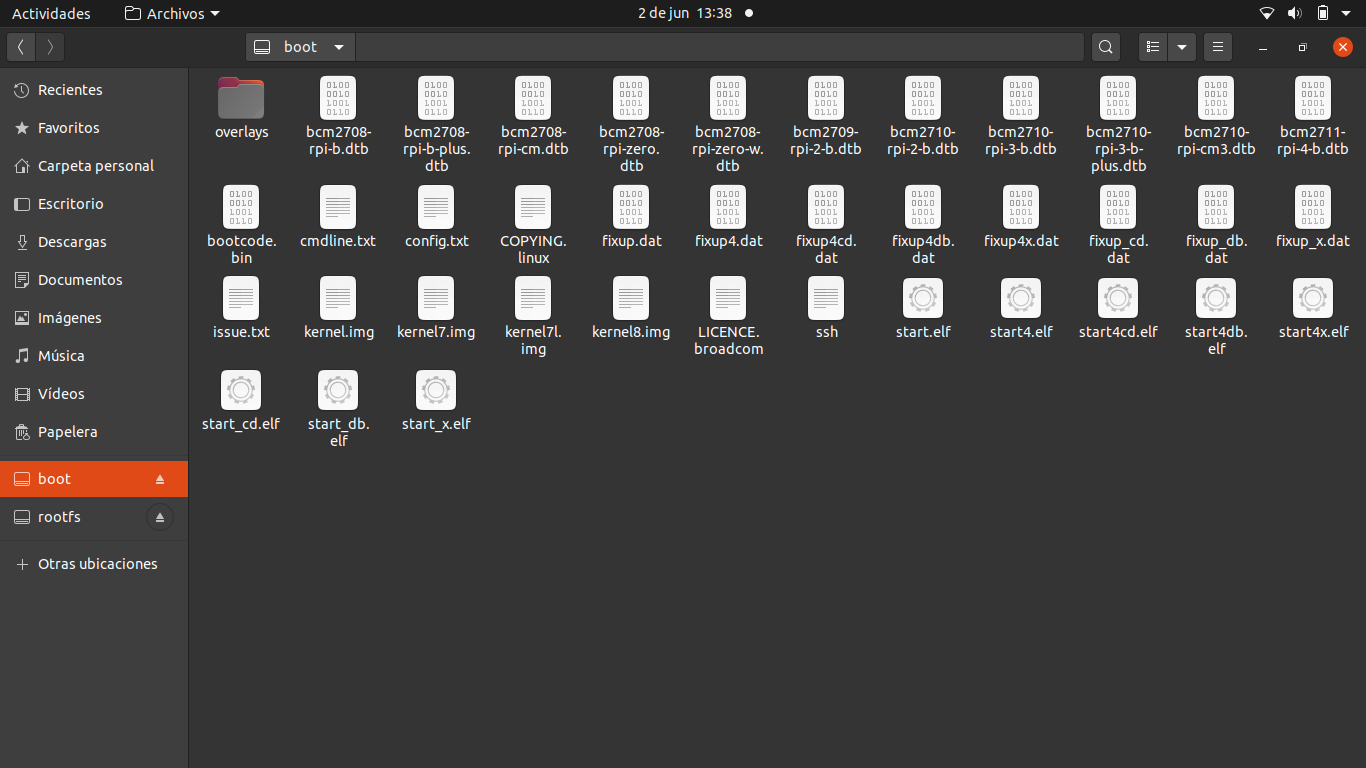 Actividades Archivos 2 de jun 13:38
boot
Recientes
Favoritos
Carpeta personal
Escritorio
Descargas
Documentos
Imágenes
Música
Vídeos
Papelera
boot
rootfs
Otras ubicaciones
overlays
bcm2708-
rpi-b.dtb
bcm2708-
rpi-b-plus.
dtb
bcm2708-
rpi-cm.dtb
bcm2708-
rpi-zero.
dtb
bcm2708-
rpi-zero-w.
dtb
bcm2709-
rpi-2-b.dtb
bcm2710-
rpi-2-b.dtb
bcm2710-
rpi-3-b.dtb
bcm2710-
rpi-3-b-
plus.dtb
bcm2710-
rpi-cm3.dtb
bcm2711-
rpi-4-b.dtb
bootcode.
bin
cmdline.txt
config.txt
COPYING.
linux
fixup.dat
fixup4.dat
fixup4cd.
dat
fixup4db.
dat
fixup4x.dat
fixup_cd.
dat
fixup_db.
dat
fixup_x.dat
issue.txt
kernel.img
kernel7.img
kernel7l.
img
kernel8.img
LICENCE.
broadcom
ssh
start.elf
start4.elf
start4cd.elf
start4db.
elf
start4x.elf
start_cd.elf
start_db.
elf
start_x.elf